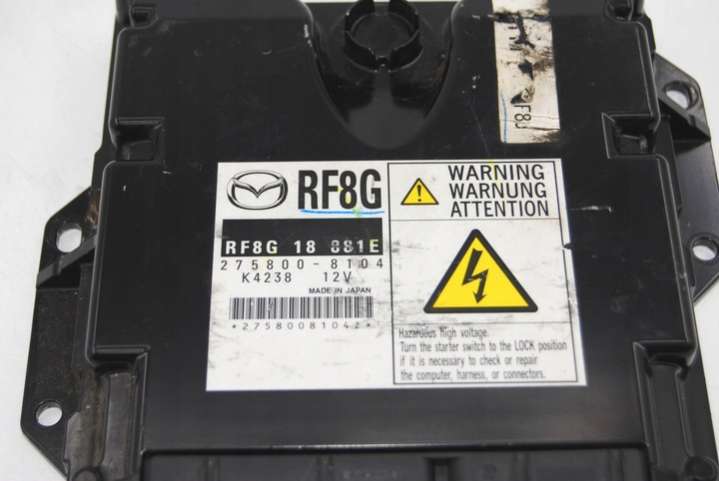 F8J
RF8G
RF8G 18 881E
275800-8104
K4238 12V
MADE IN JAPAN
*27580081042*
WARNING
WARNUNG
ATTENTION
Hazardous high voltage.
Turn the starter switch to the LOCK position
if it is necessary to check or repair
the computer, harness, or connectors.